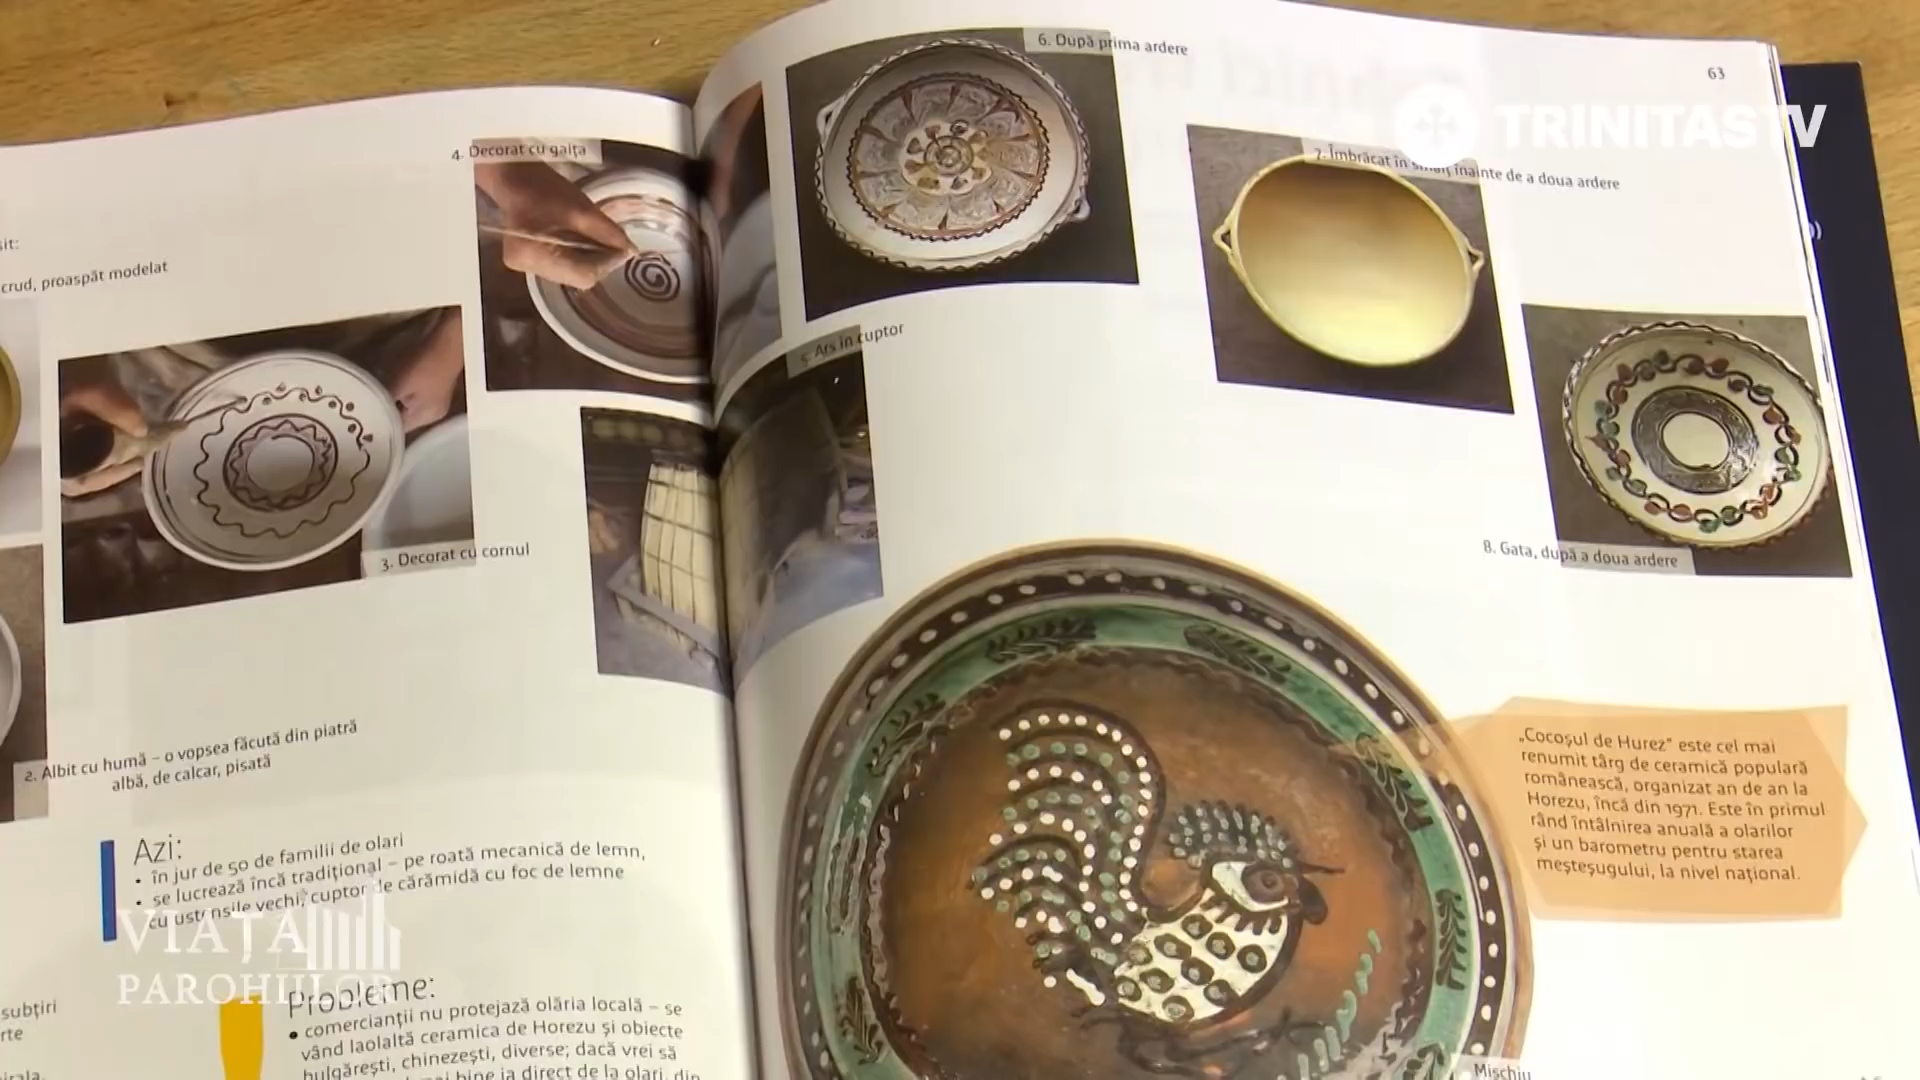 crud, proaspăt modelat
2. Albit cu humă – o vopsea făcută din piatră
albă, de calcar, pisată
3. Decorat cu cornul
4. Decorat cu gaița
5. Ars în cuptor
Azi:
• în jur de 50 de familii de olari
• se lucrează încă tradițional – pe roată mecanică de lemn,
cu ustensile vechi, cuptor de cărămidă cu foc de lemne
Probleme:
• comercianții nu protejază olăria locală – se
vând laolaltă ceramica de Horezu și obiecte
bulgărești, chinezești, diverse; dacă vrei să
bine ia direct de la olari, din
subțiri
VIAȚA
PAROHIILOR
63
TRINITAS TV
6. După prima ardere
7. Îmbrăcat în smalț înainte de a doua ardere
8. Gata, după a doua ardere
„Cocoșul de Hurez” este cel mai
renumit târg de ceramică populară
românească, organizat an de an la
Horezu, încă din 1971. Este în primul
rând întâlnirea anuală a olarilor
și un barometru pentru starea
meșteșugului, la nivel național.
Mischiu